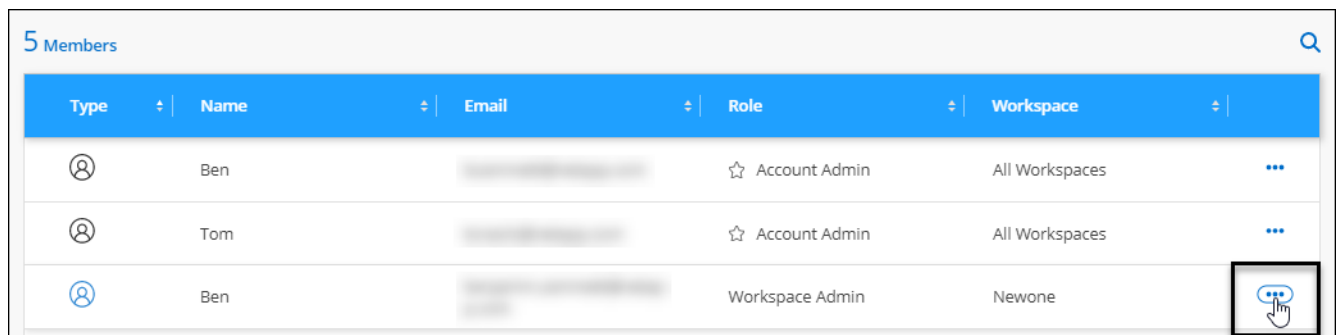 5 Members
Type Name Email Role Workspace
Ben Account Admin All Workspaces
Tom Account Admin All Workspaces
Ben Workspace Admin Newone